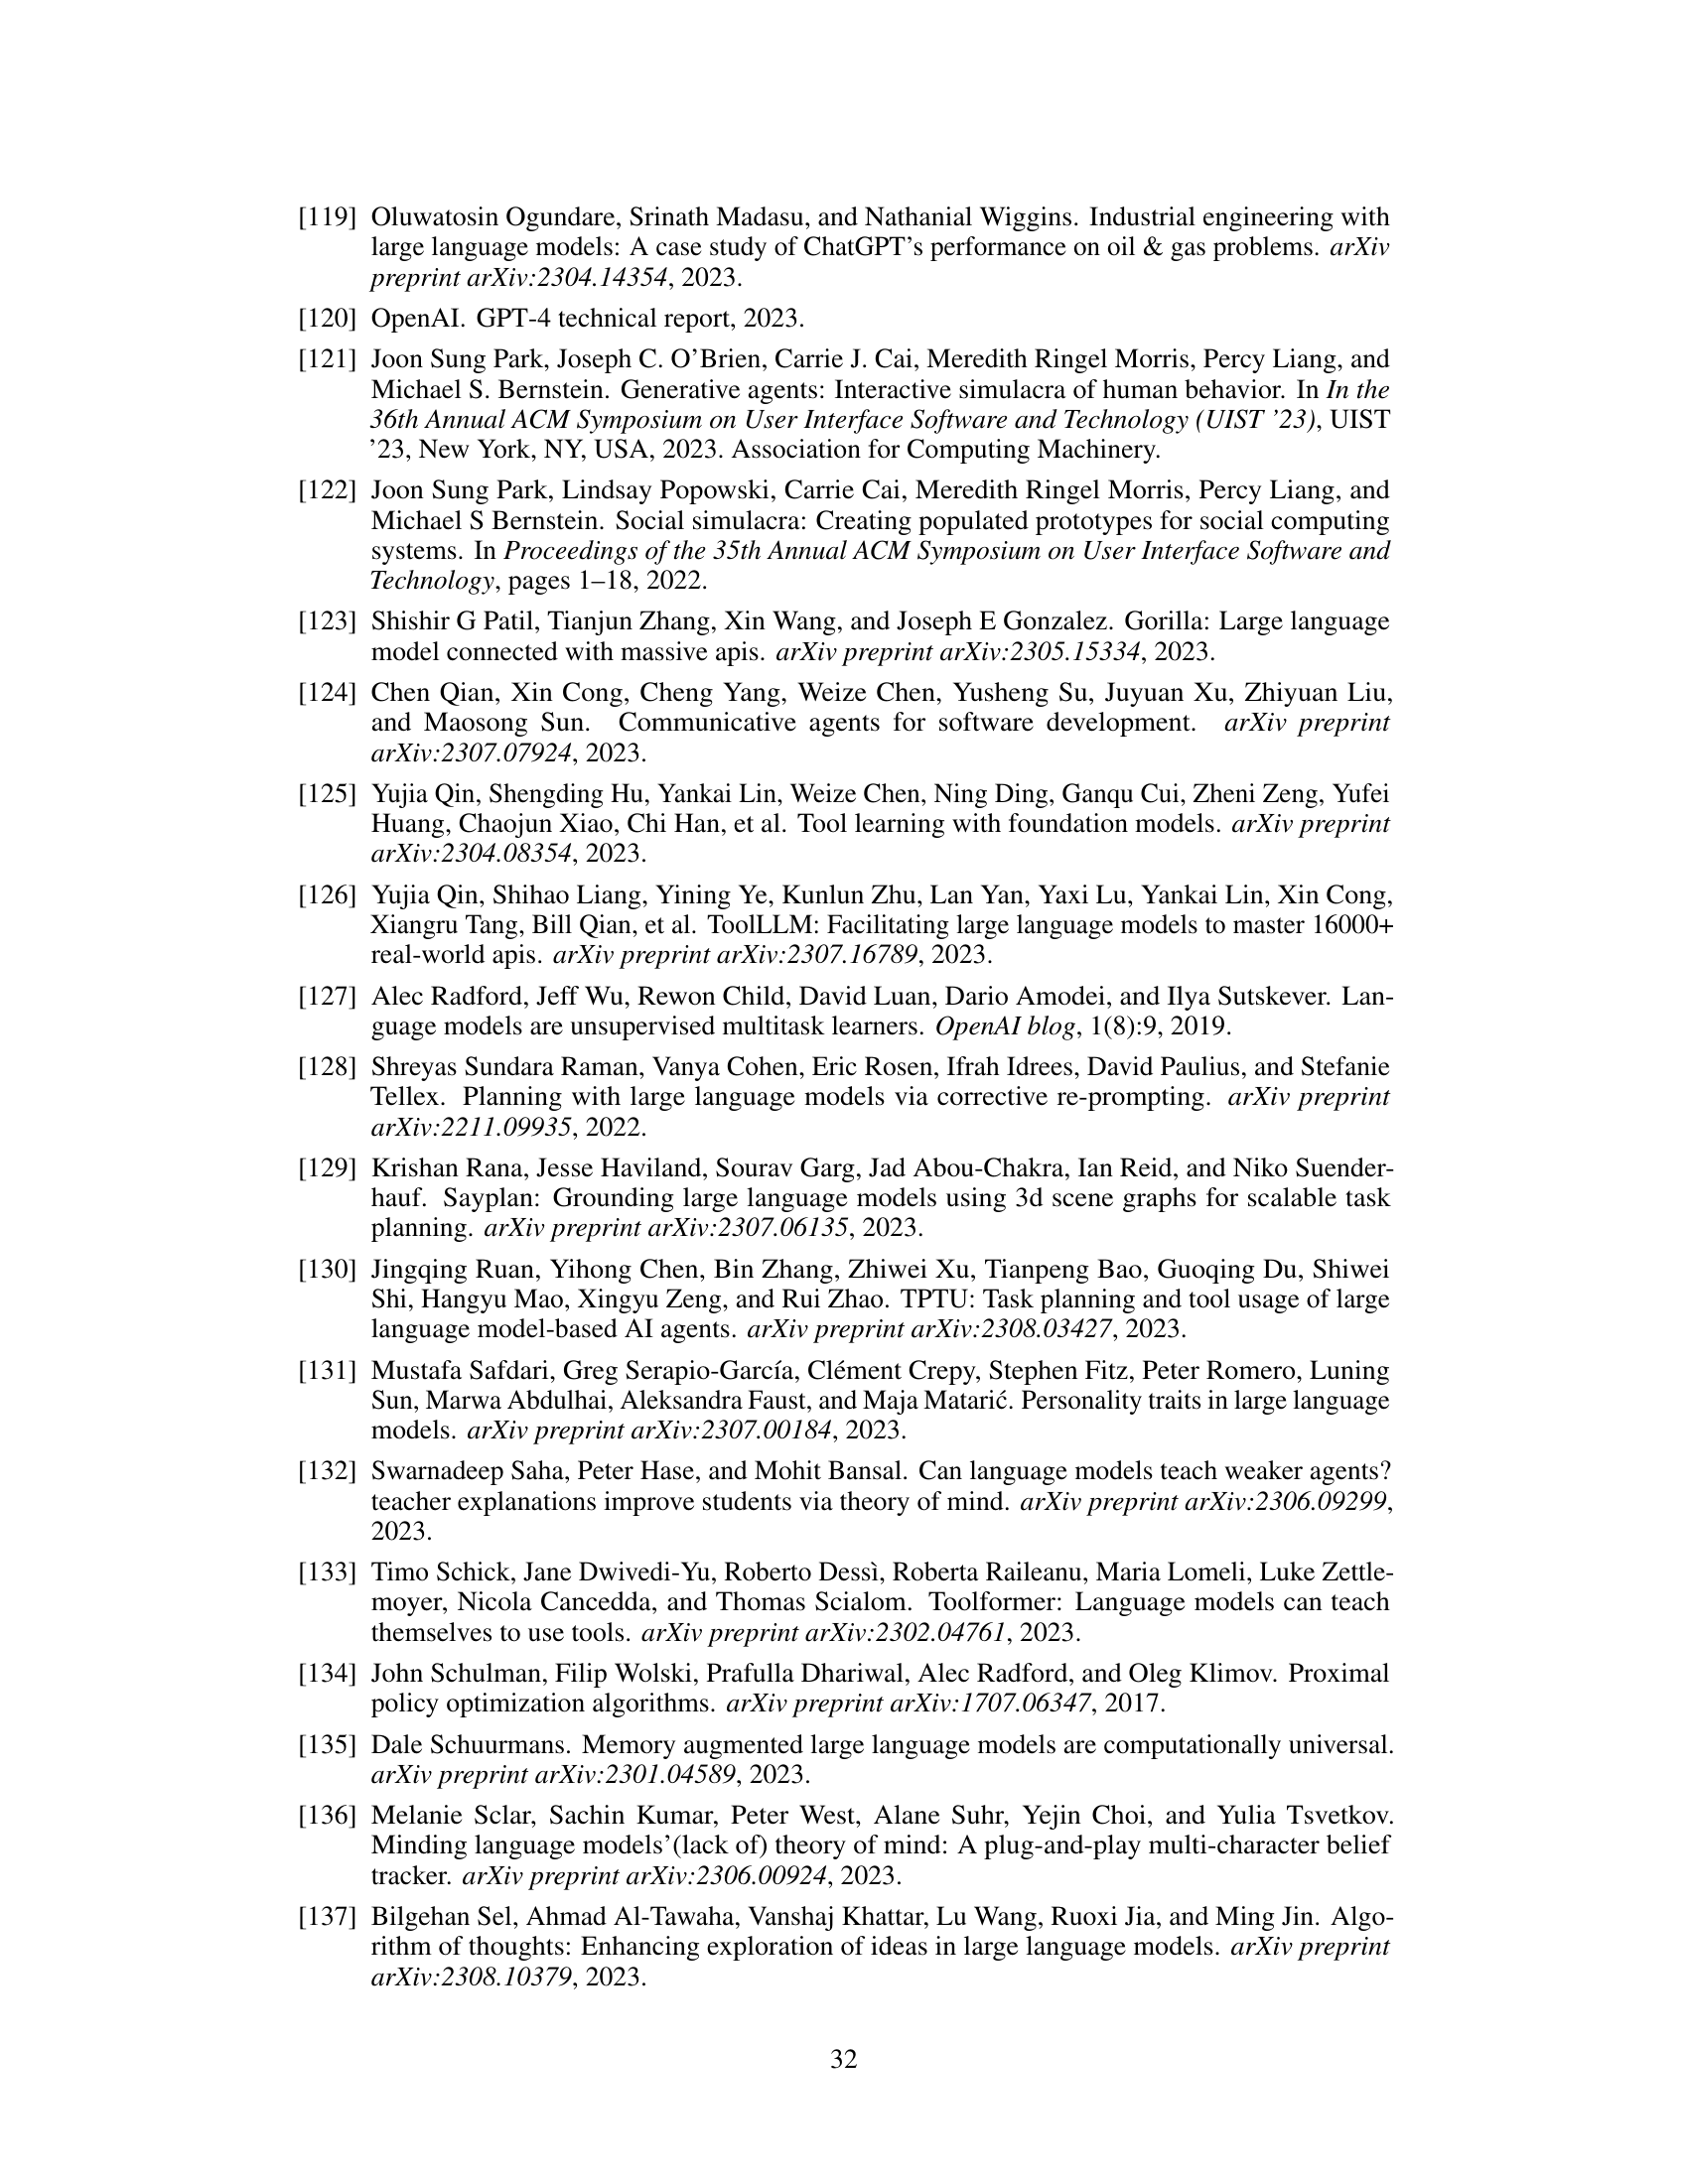 [119] Oluwatosin Ogundare, Srinath Madasu, and Nathanial Wiggins. Industrial engineering with
large language models: A case study of ChatGPT's performance on oil & gas problems. arXiv
preprint arXiv:2304.14354, 2023.
[120] OpenAI. GPT-4 technical report, 2023.
[121] Joon Sung Park, Joseph C. O'Brien, Carrie J. Cai, Meredith Ringel Morris, Percy Liang, and
Michael S. Bernstein. Generative agents: Interactive simulacra of human behavior. In In the
36th Annual ACM Symposium on User Interface Software and Technology (UIST '23), UIST
'23, New York, NY, USA, 2023. Association for Computing Machinery.
[122] Joon Sung Park, Lindsay Popowski, Carrie Cai, Meredith Ringel Morris, Percy Liang, and
Michael S Bernstein. Social simulacra: Creating populated prototypes for social computing
systems. In Proceedings of the 35th Annual ACM Symposium on User Interface Software and
Technology, pages 1–18, 2022.
[123] Shishir G Patil, Tianjun Zhang, Xin Wang, and Joseph E Gonzalez. Gorilla: Large language
model connected with massive apis. arXiv preprint arXiv:2305.15334, 2023.
[124] Chen Qian, Xin Cong, Cheng Yang, Weize Chen, Yusheng Su, Juyuan Xu, Zhiyuan Liu,
and Maosong Sun. Communicative agents for software development. arXiv preprint
arXiv:2307.07924, 2023.
[125] Yujia Qin, Shengding Hu, Yankai Lin, Weize Chen, Ning Ding, Ganqu Cui, Zheni Zeng, Yufei
Huang, Chaojun Xiao, Chi Han, et al. Tool learning with foundation models. arXiv preprint
arXiv:2304.08354, 2023.
[126] Yujia Qin, Shihao Liang, Yining Ye, Kunlun Zhu, Lan Yan, Yaxi Lu, Yankai Lin, Xin Cong,
Xiangru Tang, Bill Qian, et al. ToolLLM: Facilitating large language models to master 16000+
real-world apis. arXiv preprint arXiv:2307.16789, 2023.
[127] Alec Radford, Jeff Wu, Rewon Child, David Luan, Dario Amodei, and Ilya Sutskever. Lan-
guage models are unsupervised multitask learners. OpenAI blog, 1(8):9, 2019.
[128] Shreyas Sundara Raman, Vanya Cohen, Eric Rosen, Ifrah Idrees, David Paulius, and Stefanie
Tellex. Planning with large language models via corrective re-prompting. arXiv preprint
arXiv:2211.09935, 2022.
[129] Krishan Rana, Jesse Haviland, Sourav Garg, Jad Abou-Chakra, Ian Reid, and Niko Suender-
hauf. Sayplan: Grounding large language models using 3d scene graphs for scalable task
planning. arXiv preprint arXiv:2307.06135, 2023.
[130] Jingqing Ruan, Yihong Chen, Bin Zhang, Zhiwei Xu, Tianpeng Bao, Guoqing Du, Shiwei
Shi, Hangyu Mao, Xingyu Zeng, and Rui Zhao. TPTU: Task planning and tool usage of large
language model-based AI agents. arXiv preprint arXiv:2308.03427, 2023.
[131] Mustafa Safdari, Greg Serapio-García, Clément Crepy, Stephen Fitz, Peter Romero, Luning
Sun, Marwa Abdulhai, Aleksandra Faust, and Maja Matarić. Personality traits in large language
models. arXiv preprint arXiv:2307.00184, 2023.
[132] Swarnadeep Saha, Peter Hase, and Mohit Bansal. Can language models teach weaker agents?
teacher explanations improve students via theory of mind. arXiv preprint arXiv:2306.09299,
2023.
[133] Timo Schick, Jane Dwivedi-Yu, Roberto Dessì, Roberta Raileanu, Maria Lomeli, Luke Zettle-
moyer, Nicola Cancedda, and Thomas Scialom. Toolformer: Language models can teach
themselves to use tools. arXiv preprint arXiv:2302.04761, 2023.
[134] John Schulman, Filip Wolski, Prafulla Dhariwal, Alec Radford, and Oleg Klimov. Proximal
policy optimization algorithms. arXiv preprint arXiv:1707.06347, 2017.
[135] Dale Schuurmans. Memory augmented large language models are computationally universal.
arXiv preprint arXiv:2301.04589, 2023.
[136] Melanie Sclar, Sachin Kumar, Peter West, Alane Suhr, Yejin Choi, and Yulia Tsvetkov.
Minding language models'(lack of) theory of mind: A plug-and-play multi-character belief
tracker. arXiv preprint arXiv:2306.00924, 2023.
[137] Bilgehan Sel, Ahmad Al-Tawaha, Vanshaj Khattar, Lu Wang, Ruoxi Jia, and Ming Jin. Algo-
rithm of thoughts: Enhancing exploration of ideas in large language models. arXiv preprint
arXiv:2308.10379, 2023.
32